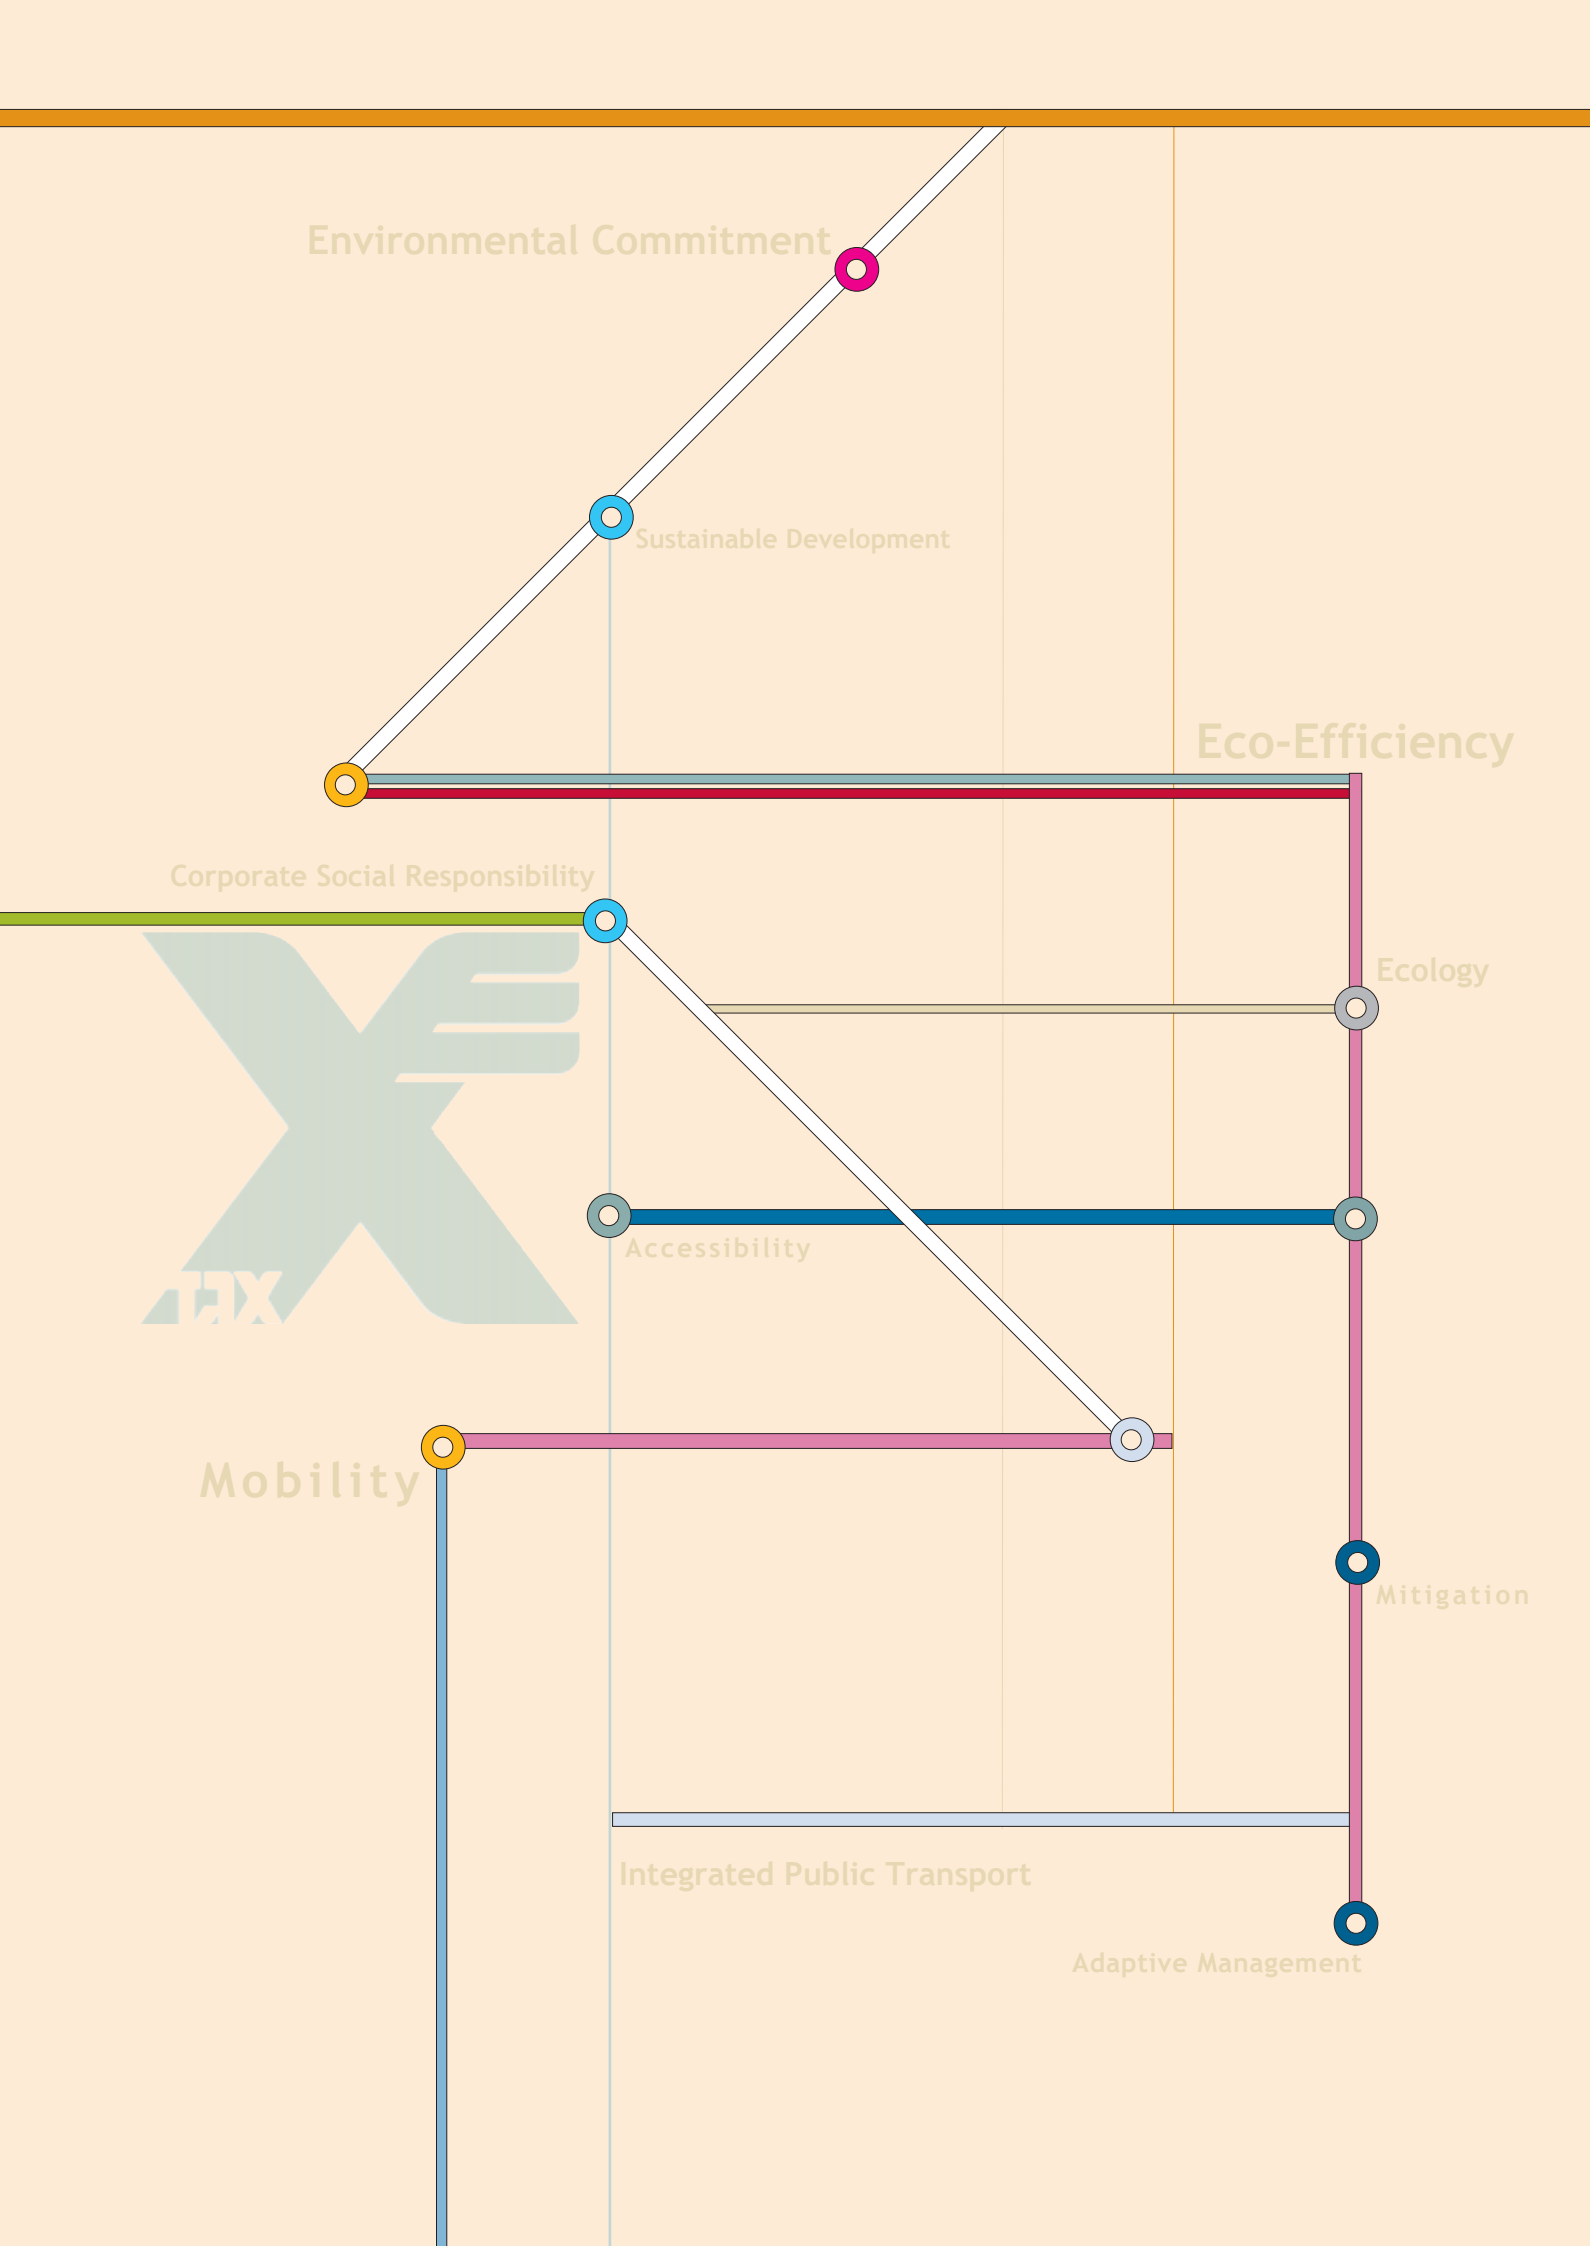 Environmental Commitment
Sustainable Development
Eco-Efficiency
Corporate Social Responsibility
Ecology
Accessibility
Mobility
Mitigation
Integrated Public Transport
Adaptive Management